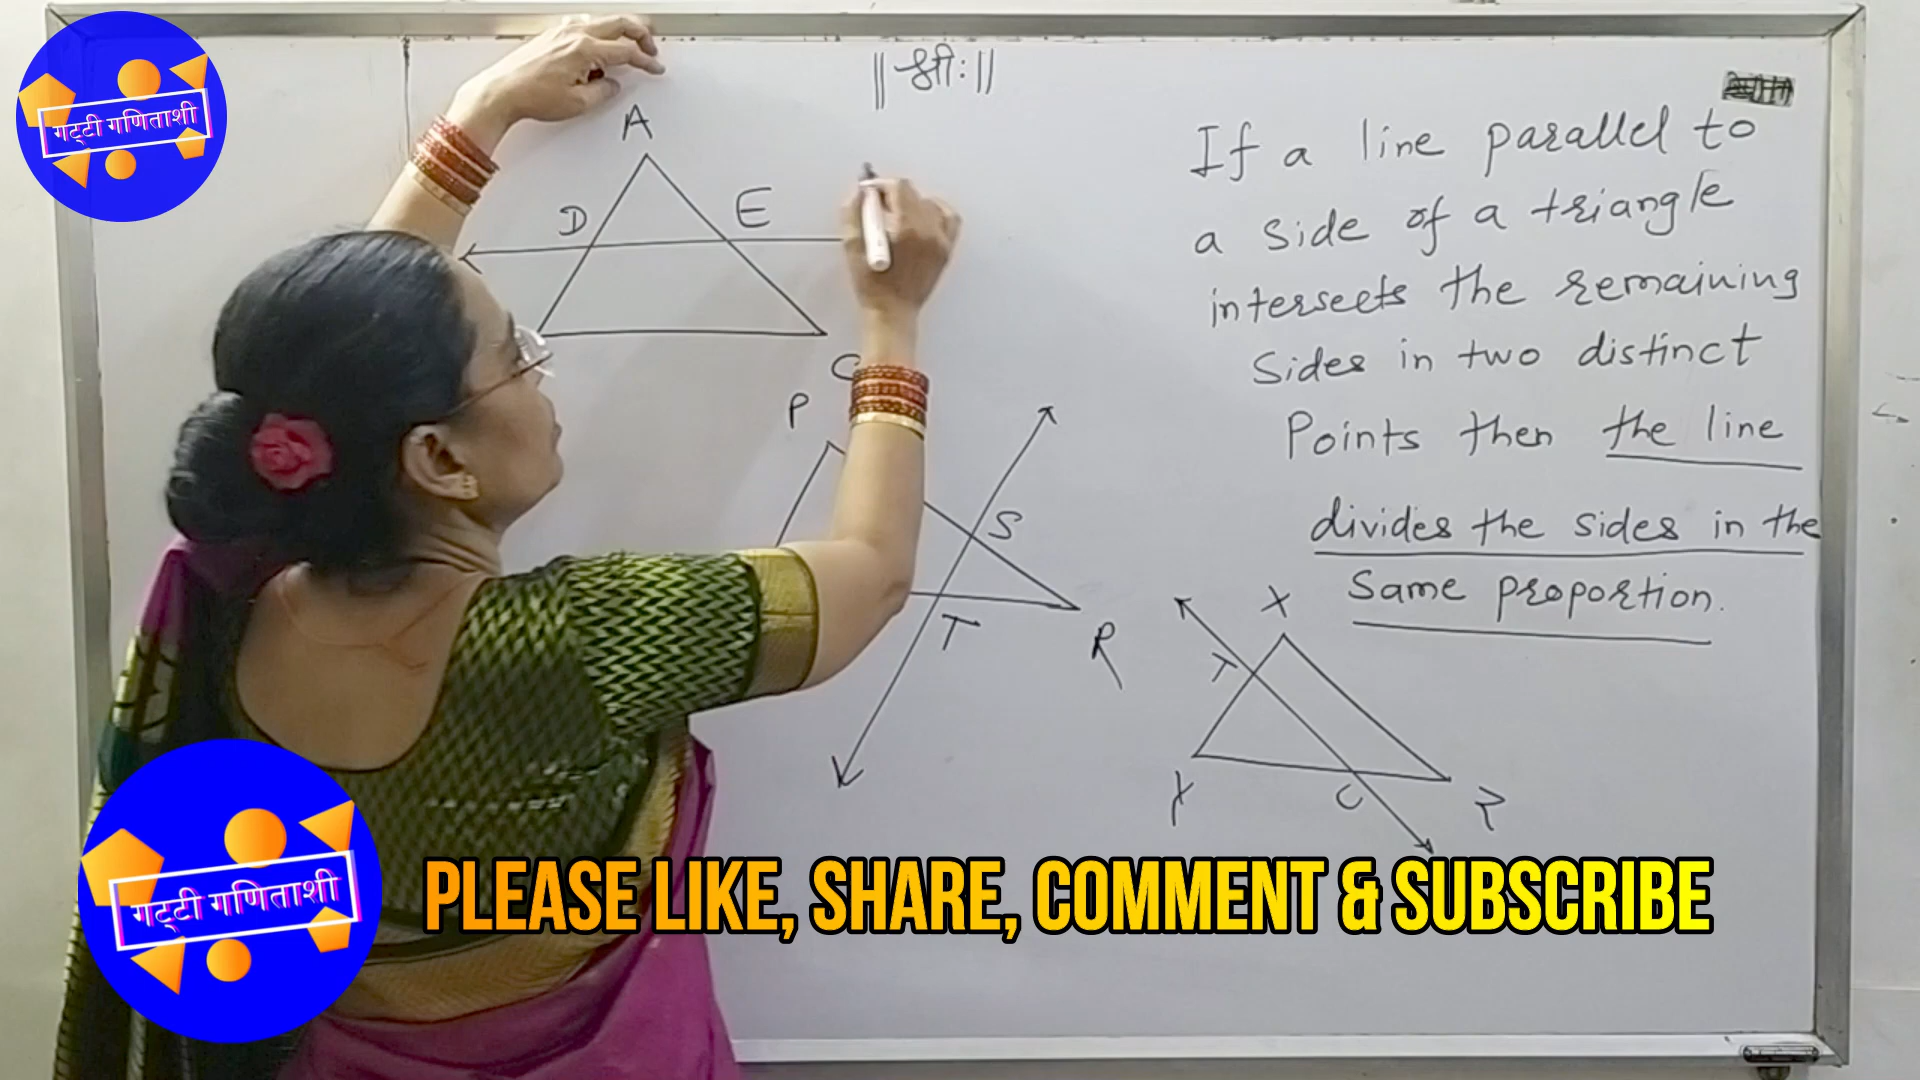 गट्टी गणिताशी
|| श्रीः ||
If a line parallel to
a side of a triangle
intersects the remaining
sides in two distinct
Points then the line
divides the sides in the
Same proportion.
A
D
E
C
P
S
T
R
X
T
Y
C
Z
गट्टी गणिताशी
PLEASE LIKE, SHARE, COMMENT & SUBSCRIBE